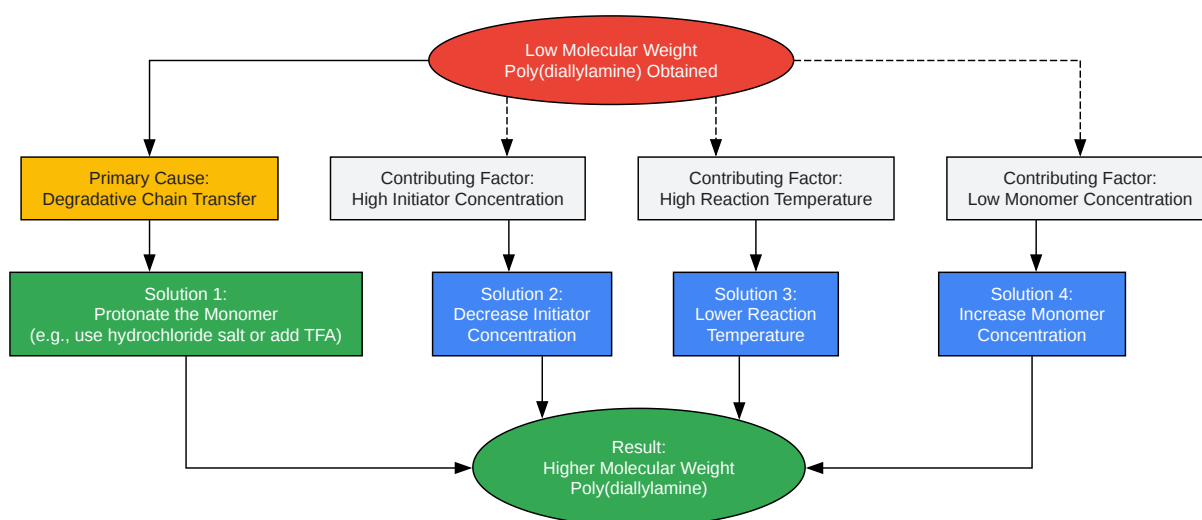 Low Molecular Weight
Poly(diallylamine) Obtained
Primary Cause:
Degradative Chain Transfer
Contributing Factor:
High Initiator Concentration
Contributing Factor:
High Reaction Temperature
Contributing Factor:
Low Monomer Concentration
Solution 1:
Protonate the Monomer
(e.g., use hydrochloride salt or add TFA)
Solution 2:
Decrease Initiator
Concentration
Solution 3:
Lower Reaction
Temperature
Solution 4:
Increase Monomer
Concentration
Result:
Higher Molecular Weight
Poly(diallylamine)